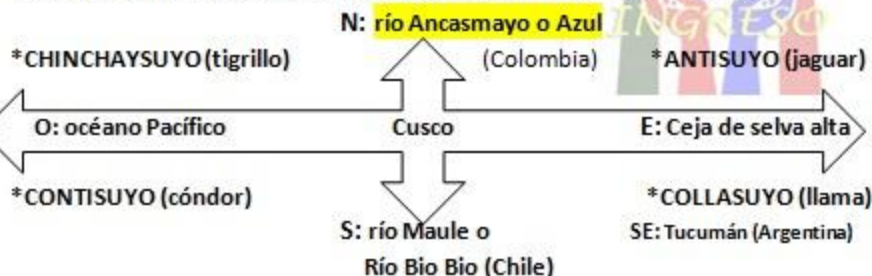 N: río Ancasmayo o Azul
INGRESO
*CHINCHAYSUYO (tigrillo)
(Colombia)
*ANTISUYO (jaguar)
O: océano Pacífico
Cusco
E: Ceja de selva alta
*CONTISUYO (cóndor)
*COLLASUYO (llama)
S: río Maule o
SE: Tucumán (Argentina)
Río Bio Bio (Chile)